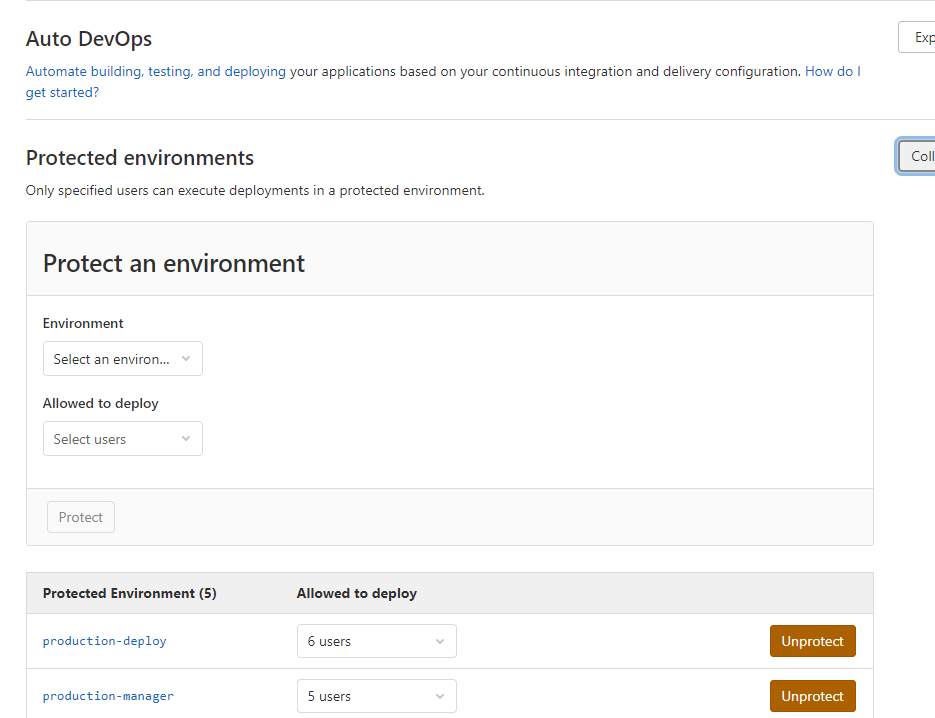 Auto DevOps
Exp
Automate building, testing, and deploying your applications based on your continuous integration and delivery configuration. How do I
get started?
Protected environments
Coll
Only specified users can execute deployments in a protected environment.
Protect an environment
Environment
Select an environ...
Allowed to deploy
Select users
Protect
Protected Environment (5) Allowed to deploy
production-deploy 6 users Unprotect
production-manager 5 users Unprotect